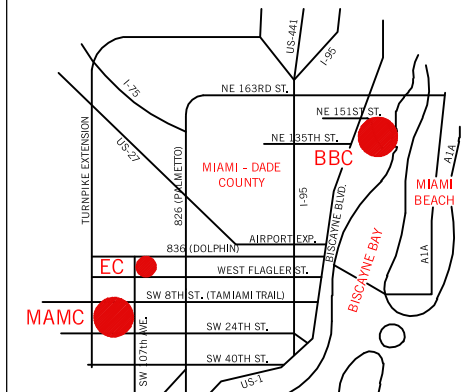 US-441
I-95
I-75
NE 163RD ST.
NE 151ST ST.
US-27
NE 135TH ST.
BBC
TURNPIKE EXTENSION
826 (PALMETTO)
MIAMI - DADE
COUNTY
I-95
BISCAYNE BLVD.
A1A
MIAMI
BEACH
BISCAYNE BAY
A1A
AIRPORT EXP.
836 (DOLPHIN)
EC
WEST FLAGLER ST.
SW 8TH ST. (TAMIAMI TRAIL)
MAMC
SW 24TH ST.
SW 107th AVE.
SW 40TH ST.
US-1